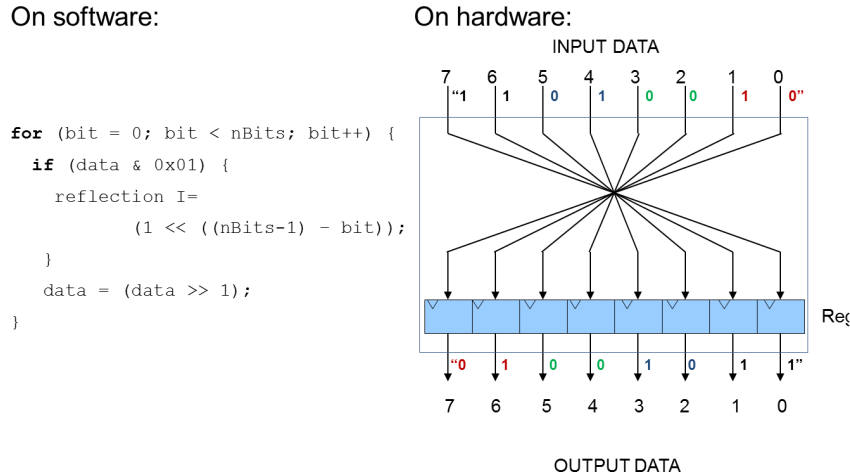 On software:
for (bit = 0; bit < nBits; bit++) {
if (data & 0x01) {
reflection I=
(1 << ((nBits-1) – bit));
}
data = (data >> 1);
}
On hardware:
INPUT DATA
7 6 5 4 3 2 1 0
“1 1 0 1 0 0 1 0”
Reg
“0 1 0 0 1 0 1 1”
7 6 5 4 3 2 1 0
OUTPUT DATA